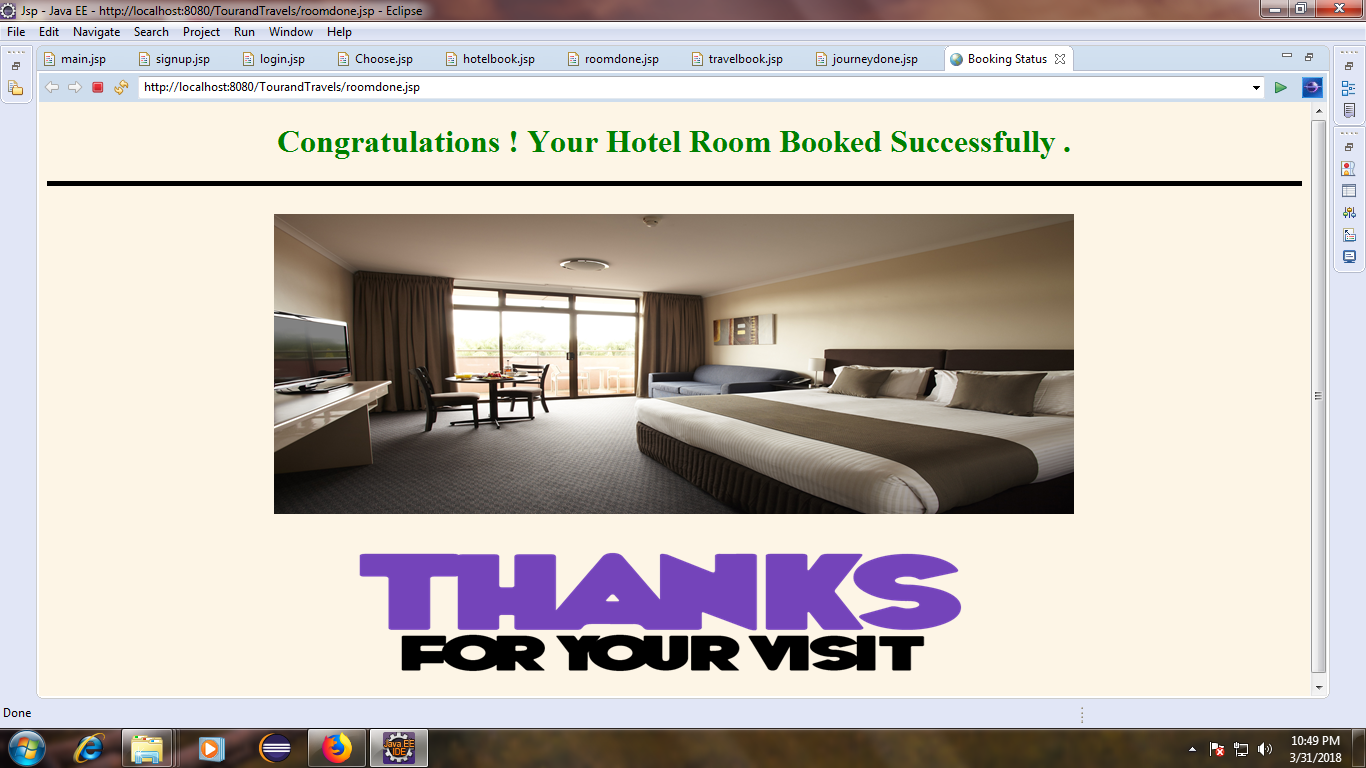 Jsp - Java EE - http://localhost:8080/TourandTravels/roomdone.jsp - Eclipse
File Edit Navigate Search Project Run Window Help
main.jsp signup.jsp login.jsp Choose.jsp hotelbook.jsp roomdone.jsp travelbook.jsp journeydone.jsp Booking Status
http://localhost:8080/TourandTravels/roomdone.jsp
Congratulations ! Your Hotel Room Booked Successfully .
THANKS
FOR YOUR VISIT
Done
Java EE
IDE
10:49 PM
3/31/2018